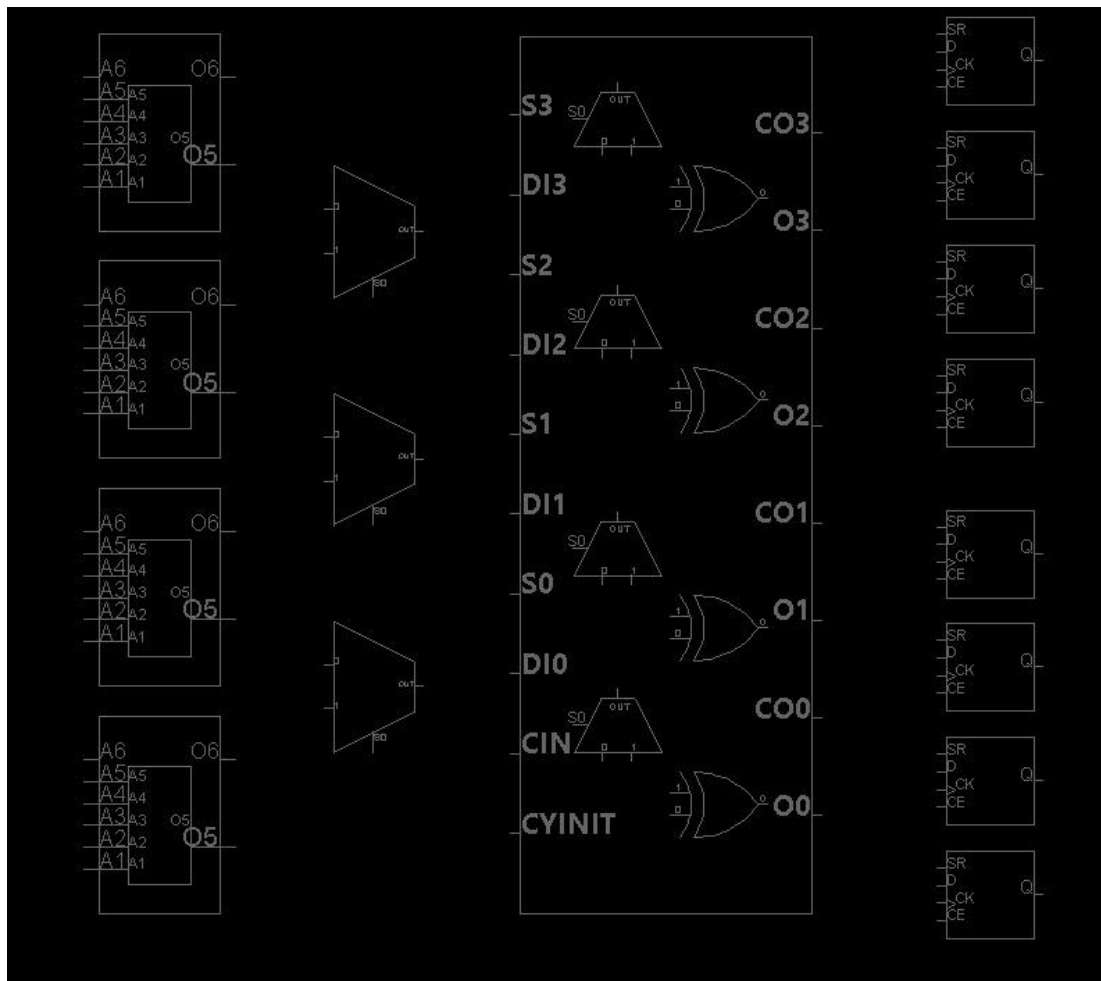 A6 O6
A5 A5
A4 A4
A3 A3 O5
A2 A2 O5
A1 A1
A6 O6
A5 A5
A4 A4
A3 A3 O5
A2 A2 O5
A1 A1
A6 O6
A5 A5
A4 A4
A3 A3 O5
A2 A2 O5
A1 A1
A6 O6
A5 A5
A4 A4
A3 A3 O5
A2 A2 O5
A1 A1
0
OUT
1
S0
0
OUT
1
S0
0
OUT
1
S0
S3
DI3
S2
DI2
S1
DI1
S0
DI0
CIN
CYINIT
OUT
S0
0 1
1
0 0
OUT
S0
0 1
1
0 0
OUT
S0
0 1
1
0 0
OUT
S0
0 1
1
0 0
CO3
O3
CO2
O2
CO1
O1
CO0
O0
SR
D Q
CK
CE
SR
D Q
CK
CE
SR
D Q
CK
CE
SR
D Q
CK
CE
SR
D Q
CK
CE
SR
D Q
CK
CE
SR
D Q
CK
CE
SR
D Q
CK
CE